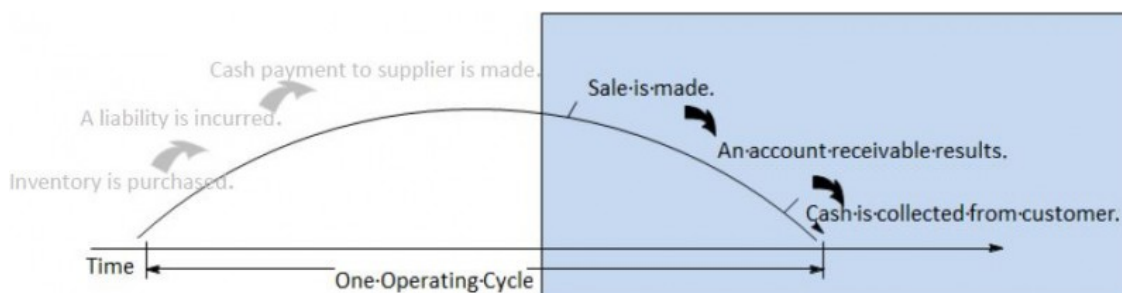 Cash payment to supplier is made.
Sale·is·made.
A liability is incurred.
An·account·receivable·results.
Inventory is purchased.
Cash·is·collected·from·customer.
Time
One·Operating·Cycle